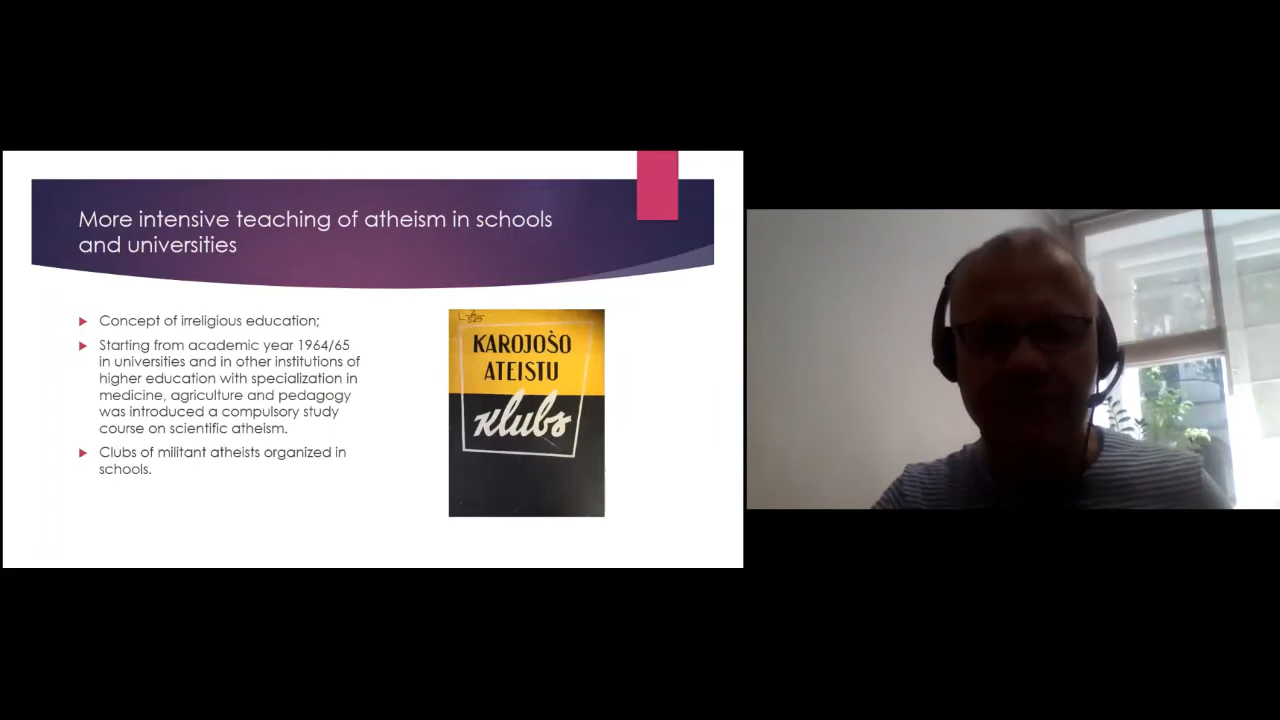 More intensive teaching of atheism in schools
and universities
Concept of irreligious education;
Starting from academic year 1964/65
in universities and in other institutions of
higher education with specialization in
medicine, agriculture and pedagogy
was introduced a compulsory study
course on scientific atheism.
Clubs of militant atheists organized in
schools.
KAROJOŠO
ATEISTU
klubs